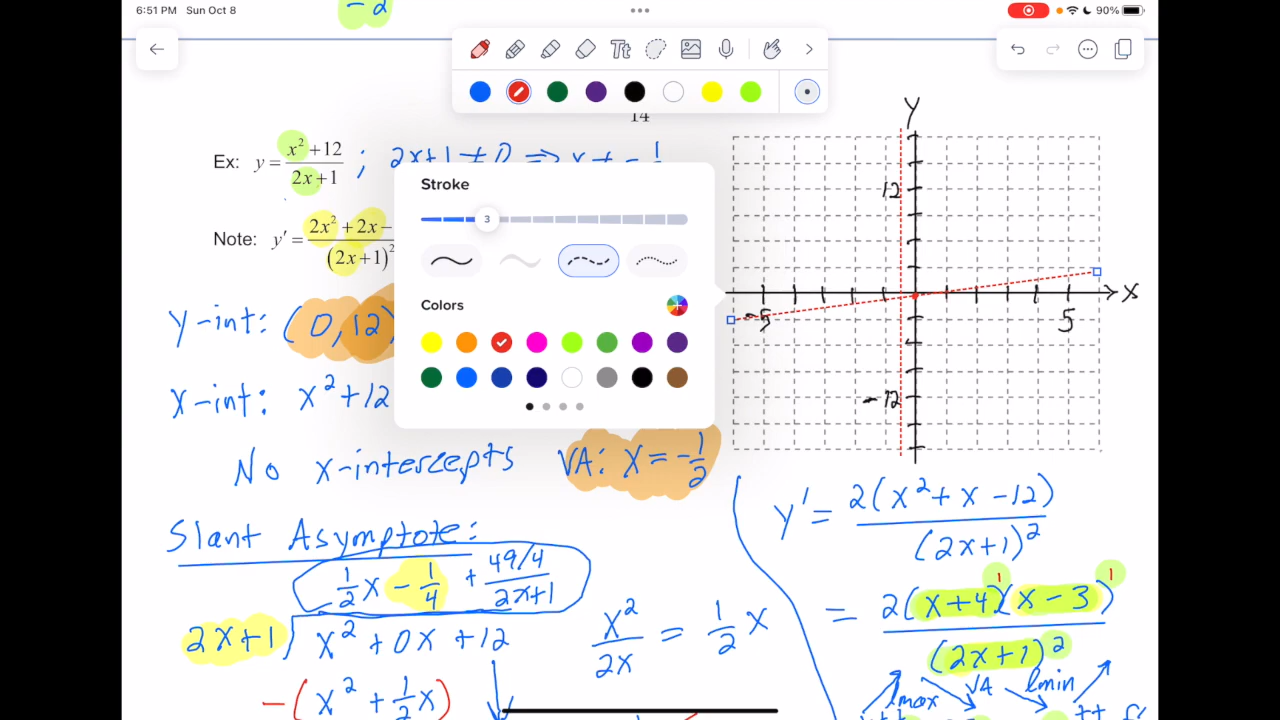 6:51 PM Sun Oct 8
90%
- 2
Tt
14
Ex: y = (x² + 12)/(2x + 1) ; 2x+1 ≠ 0 ⇒ x ≠ - 1
Note: y′ = (2x² + 2x −)/(2x + 1)²
Stroke
3
Colors
Y-int: (0, 12)
X-int: x² + 12
No x-intercepts VA: X = -1/2
Slant Asymptote:
1/2 x - 1/4 + (49/4)/(2x+1)
2x+1 ) x² + 0x + 12
-(x² + 1/2 x)
x²/2x = 1/2 x
Y
12
X
-5
5
-12
y' = 2(x² + x - 12)/(2x+1)²
= 2(x+4)¹(x-3)¹/(2x+1)²
lmax VA lmin
++